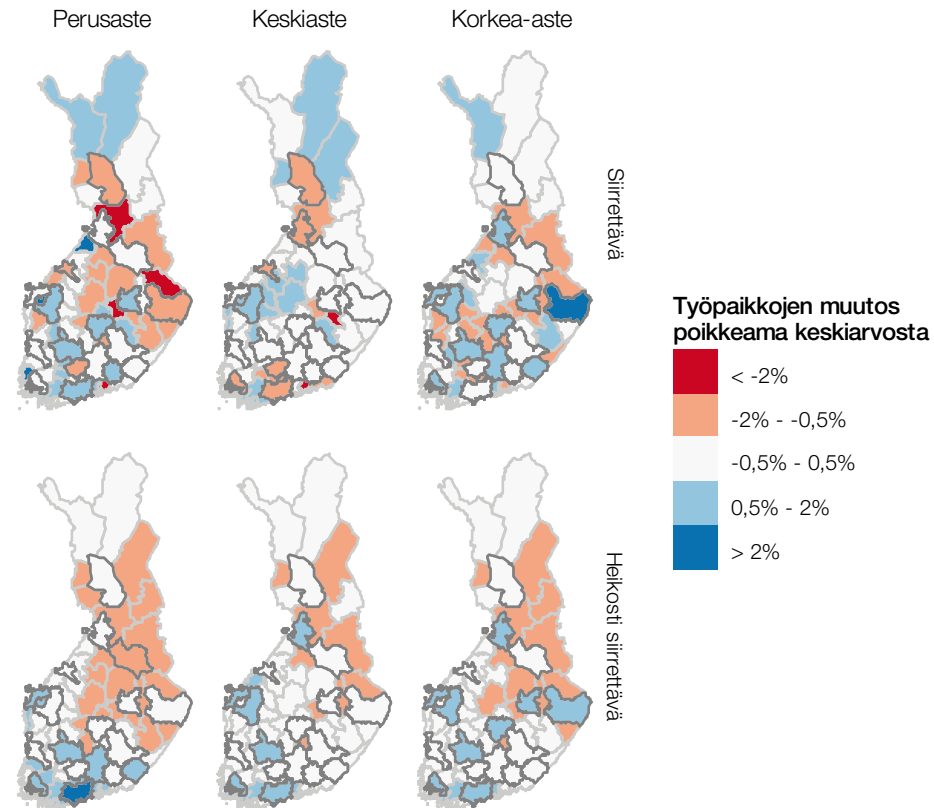 Perusaste
Keskiaste
Korkea-aste
Siirrettävä
Heikosti siirrettävä
Työpaikkojen muutos
poikkeama keskiarvosta
< -2%
-2% - -0,5%
-0,5% - 0,5%
0,5% - 2%
> 2%